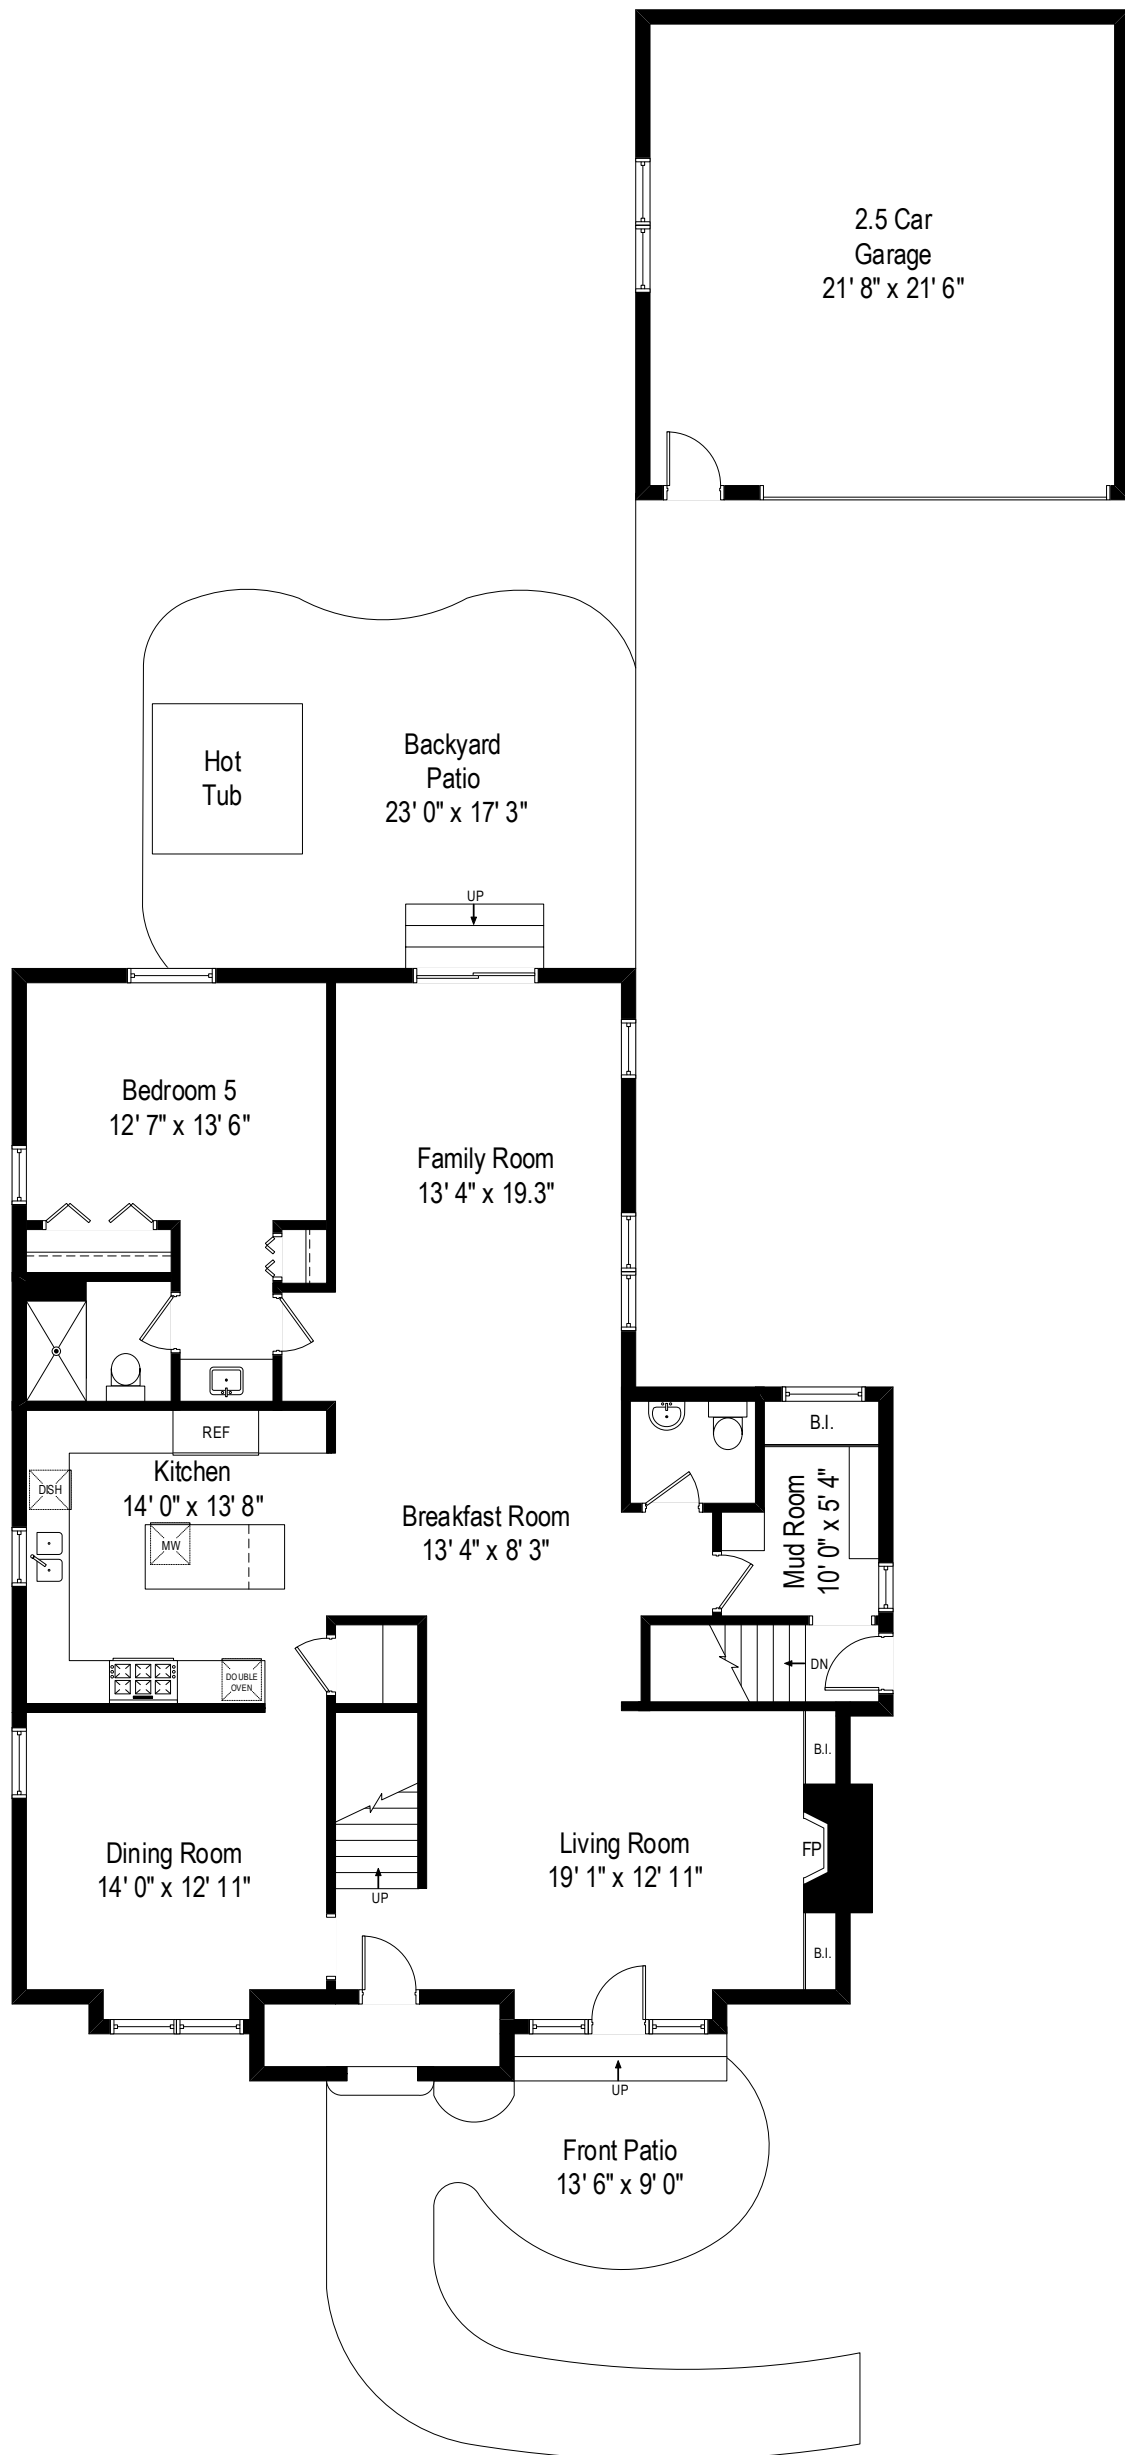 2.5 Car
Garage
21' 8" x 21' 6"
Hot
Tub
Backyard
Patio
23' 0" x 17' 3"
UP
Bedroom 5
12' 7" x 13' 6"
Family Room
13' 4" x 19.3"
REF
B.I.
Kitchen
14' 0" x 13' 8"
DISH
MW
Breakfast Room
13' 4" x 8' 3"
Mud Room
10' 0" x 5' 4"
DOUBLE
OVEN
DN
B.I.
Dining Room
14' 0" x 12' 11"
Living Room
19' 1" x 12' 11"
FP
UP
B.I.
UP
Front Patio
13' 6" x 9' 0"